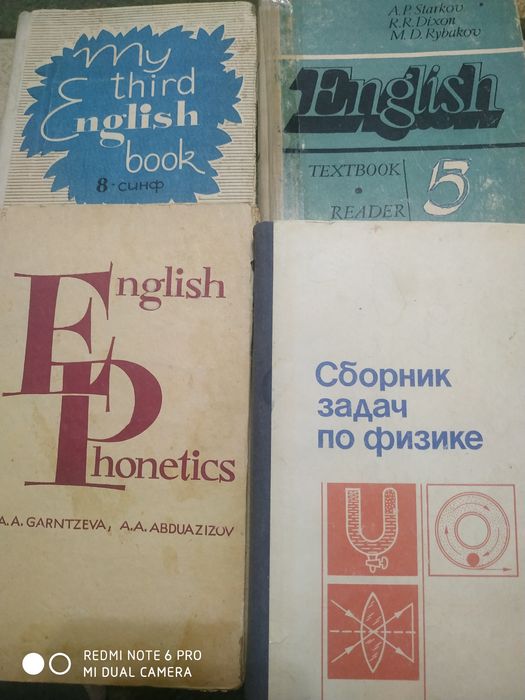 My
third
English
book
8-синф
A.P. Starkov
R.R. Dixon
M.D. Rybakov
English
TEXTBOOK
READER
5
English
Phonetics
A.A. GARNTZEVA, A.A. ABDUAZIZOV
Сборник
задач
по физике
REDMI NOTE 6 PRO
MI DUAL CAMERA